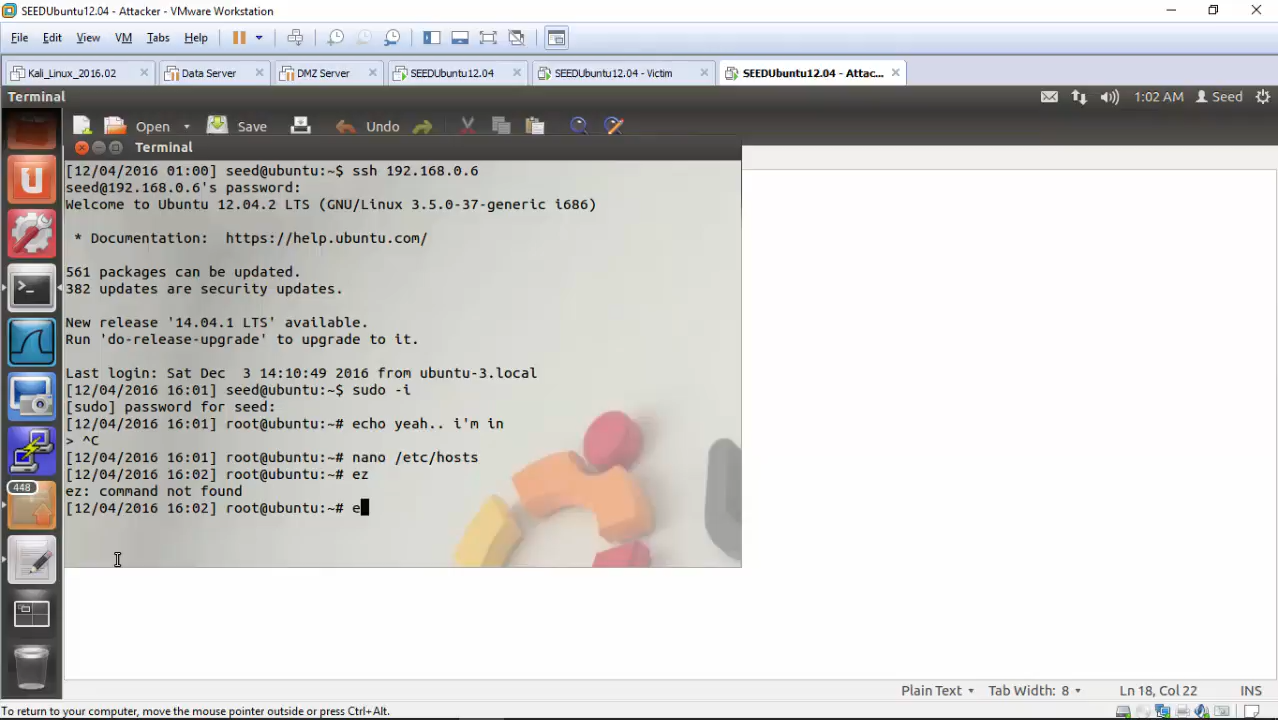 SEEDUbuntu12.04 - Attacker - VMware Workstation
File Edit View VM Tabs Help
Kali_Linux_2016.02 Data Server DMZ Server SEEDUbuntu12.04 SEEDUbuntu12.04 - Victim SEEDUbuntu12.04 - Attac...
Terminal 1:02 AM Seed
Open Save Undo
Terminal
[12/04/2016 01:00] seed@ubuntu:~$ ssh 192.168.0.6
seed@192.168.0.6's password:
Welcome to Ubuntu 12.04.2 LTS (GNU/Linux 3.5.0-37-generic i686)
* Documentation: https://help.ubuntu.com/
561 packages can be updated.
382 updates are security updates.
New release '14.04.1 LTS' available.
Run 'do-release-upgrade' to upgrade to it.
Last login: Sat Dec 3 14:10:49 2016 from ubuntu-3.local
[12/04/2016 16:01] seed@ubuntu:~$ sudo -i
[sudo] password for seed:
[12/04/2016 16:01] root@ubuntu:~# echo yeah.. i'm in
> ^C
[12/04/2016 16:01] root@ubuntu:~# nano /etc/hosts
[12/04/2016 16:02] root@ubuntu:~# ez
ez: command not found
[12/04/2016 16:02] root@ubuntu:~# e
448
Plain Text Tab Width: 8 Ln 18, Col 22 INS
To return to your computer, move the mouse pointer outside or press Ctrl+Alt.